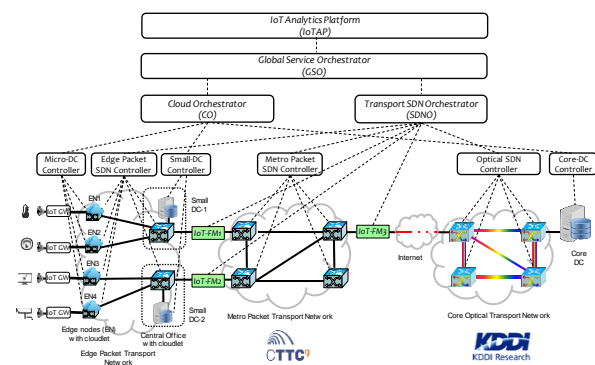 IoT Analytics Platform
(IoTAP)
Global Service Orchestrator
(GSO)
Cloud Orchestrator
(CO)
Transport SDN Orchestrator
(SDNO)
Micro-DC
Controller
Edge Packet
SDN Controller
Small-DC
Controller
Metro Packet
SDN Controller
Optical SDN
Controller
Core-DC
Controller
EN1
Small
DC-1
IoT GW
EN2
IoT-FM1
IoT-FM3
IoT GW
Internet
Core
DC
EN3
IoT GW
IoT-FM2
EN4
IoT GW
Small
DC-2
Edge nodes (EN)
with cloudlet
Central Office
with cloudlet
Metro Packet Transport Network
Core Optical Transport Network
Edge Packet Transport
Network
CTTC
KDDI
KDDI Research